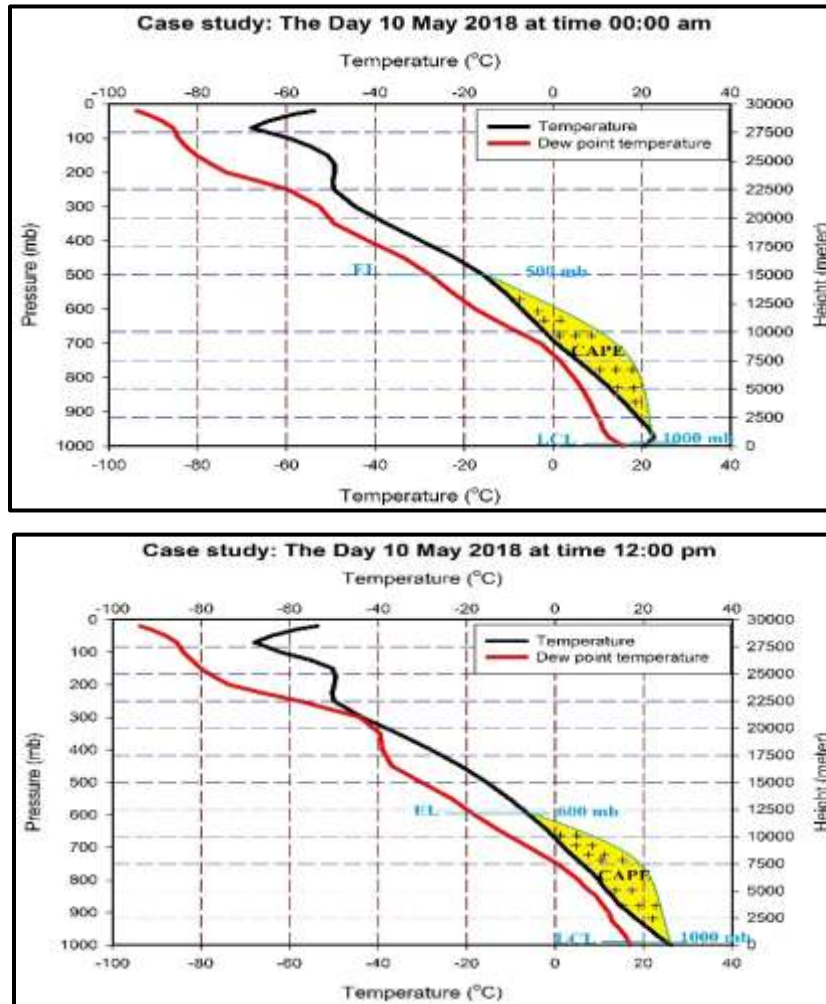 Case study: The Day 10 May 2018 at time 00:00 am
Temperature (°C)
-100 -80 -60 -40 -20 0 20 40
0 30000
100 27500
200 25000
300 22500
400 20000
500 17500
600 15000
700 12500
800 10000
900 7500
1000 5000
2500
0
Pressure (mb)
Height (meter)
Temperature
Dew point temperature
EL 500 mb
CAPE
LCL 1000 mb
-100 -80 -60 -40 -20 0 20 40
Temperature (°C)
Case study: The Day 10 May 2018 at time 12:00 pm
Temperature (°C)
-100 -80 -60 -40 -20 0 20 40
0 30000
100 27500
200 25000
300 22500
400 20000
500 17500
600 15000
700 12500
800 10000
900 7500
1000 5000
2500
0
Pressure (mb)
Height (meter)
Temperature
Dew point temperature
EL 600 mb
CAPE
LCL 1000 mb
-100 -80 -60 -40 -20 0 20 40
Temperature (°C)